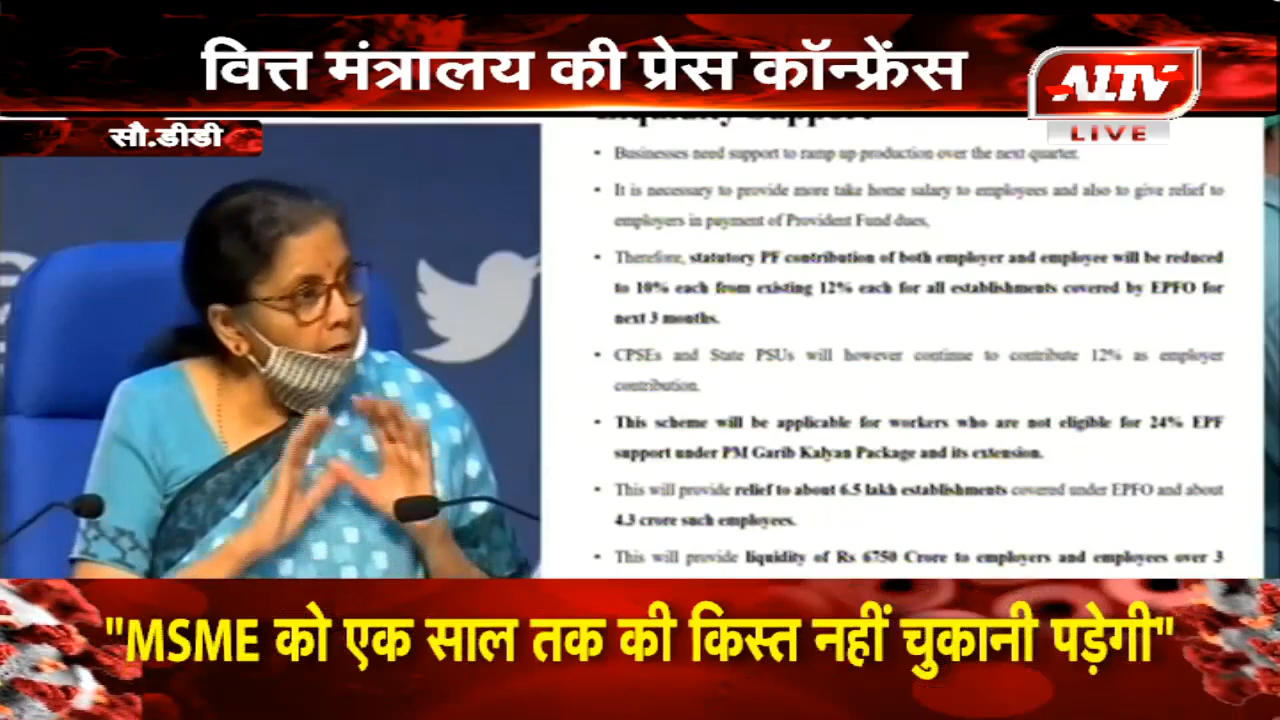 वित्त मंत्रालय की प्रेस कॉन्फ्रेंस
ALTV
LIVE
सौ.डीडी
Liquidity Support
• Businesses need support to ramp up production over the next quarter.
• It is necessary to provide more take home salary to employees and also to give relief to
employers in payment of Provident Fund dues,
• Therefore, statutory PF contribution of both employer and employee will be reduced
to 10% each from existing 12% each for all establishments covered by EPFO for
next 3 months.
• CPSEs and State PSUs will however continue to contribute 12% as employer
contribution.
• This scheme will be applicable for workers who are not eligible for 24% EPF
support under PM Garib Kalyan Package and its extension.
• This will provide relief to about 6.5 lakh establishments covered under EPFO and about
4.3 crore such employees.
• This will provide liquidity of Rs 6750 Crore to employers and employees over 3
"MSME को एक साल तक की किस्त नहीं चुकानी पड़ेगी"